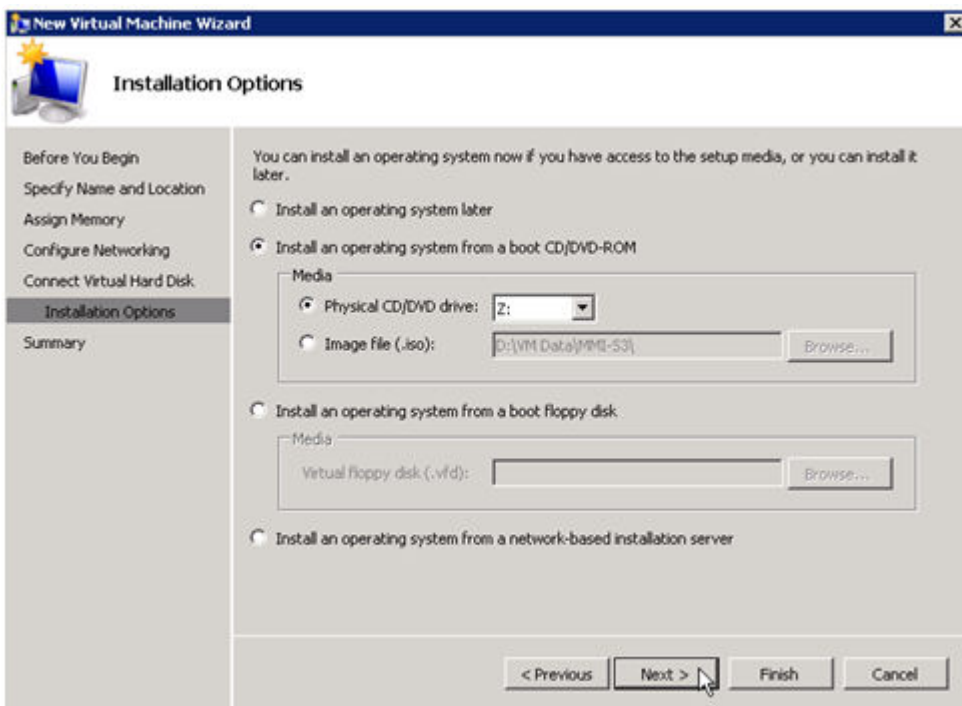 New Virtual Machine Wizard
Installation Options
Before You Begin
Specify Name and Location
Assign Memory
Configure Networking
Connect Virtual Hard Disk
Installation Options
Summary
You can install an operating system now if you have access to the setup media, or you can install it
later.
Install an operating system later
Install an operating system from a boot CD/DVD-ROM
Media
Physical CD/DVD drive: Z:
Image file (.iso): D:\VM Data\MMI-S3\ Browse...
Install an operating system from a boot floppy disk
Media
Virtual floppy disk (.vfd): Browse...
Install an operating system from a network-based installation server
< Previous Next > Finish Cancel